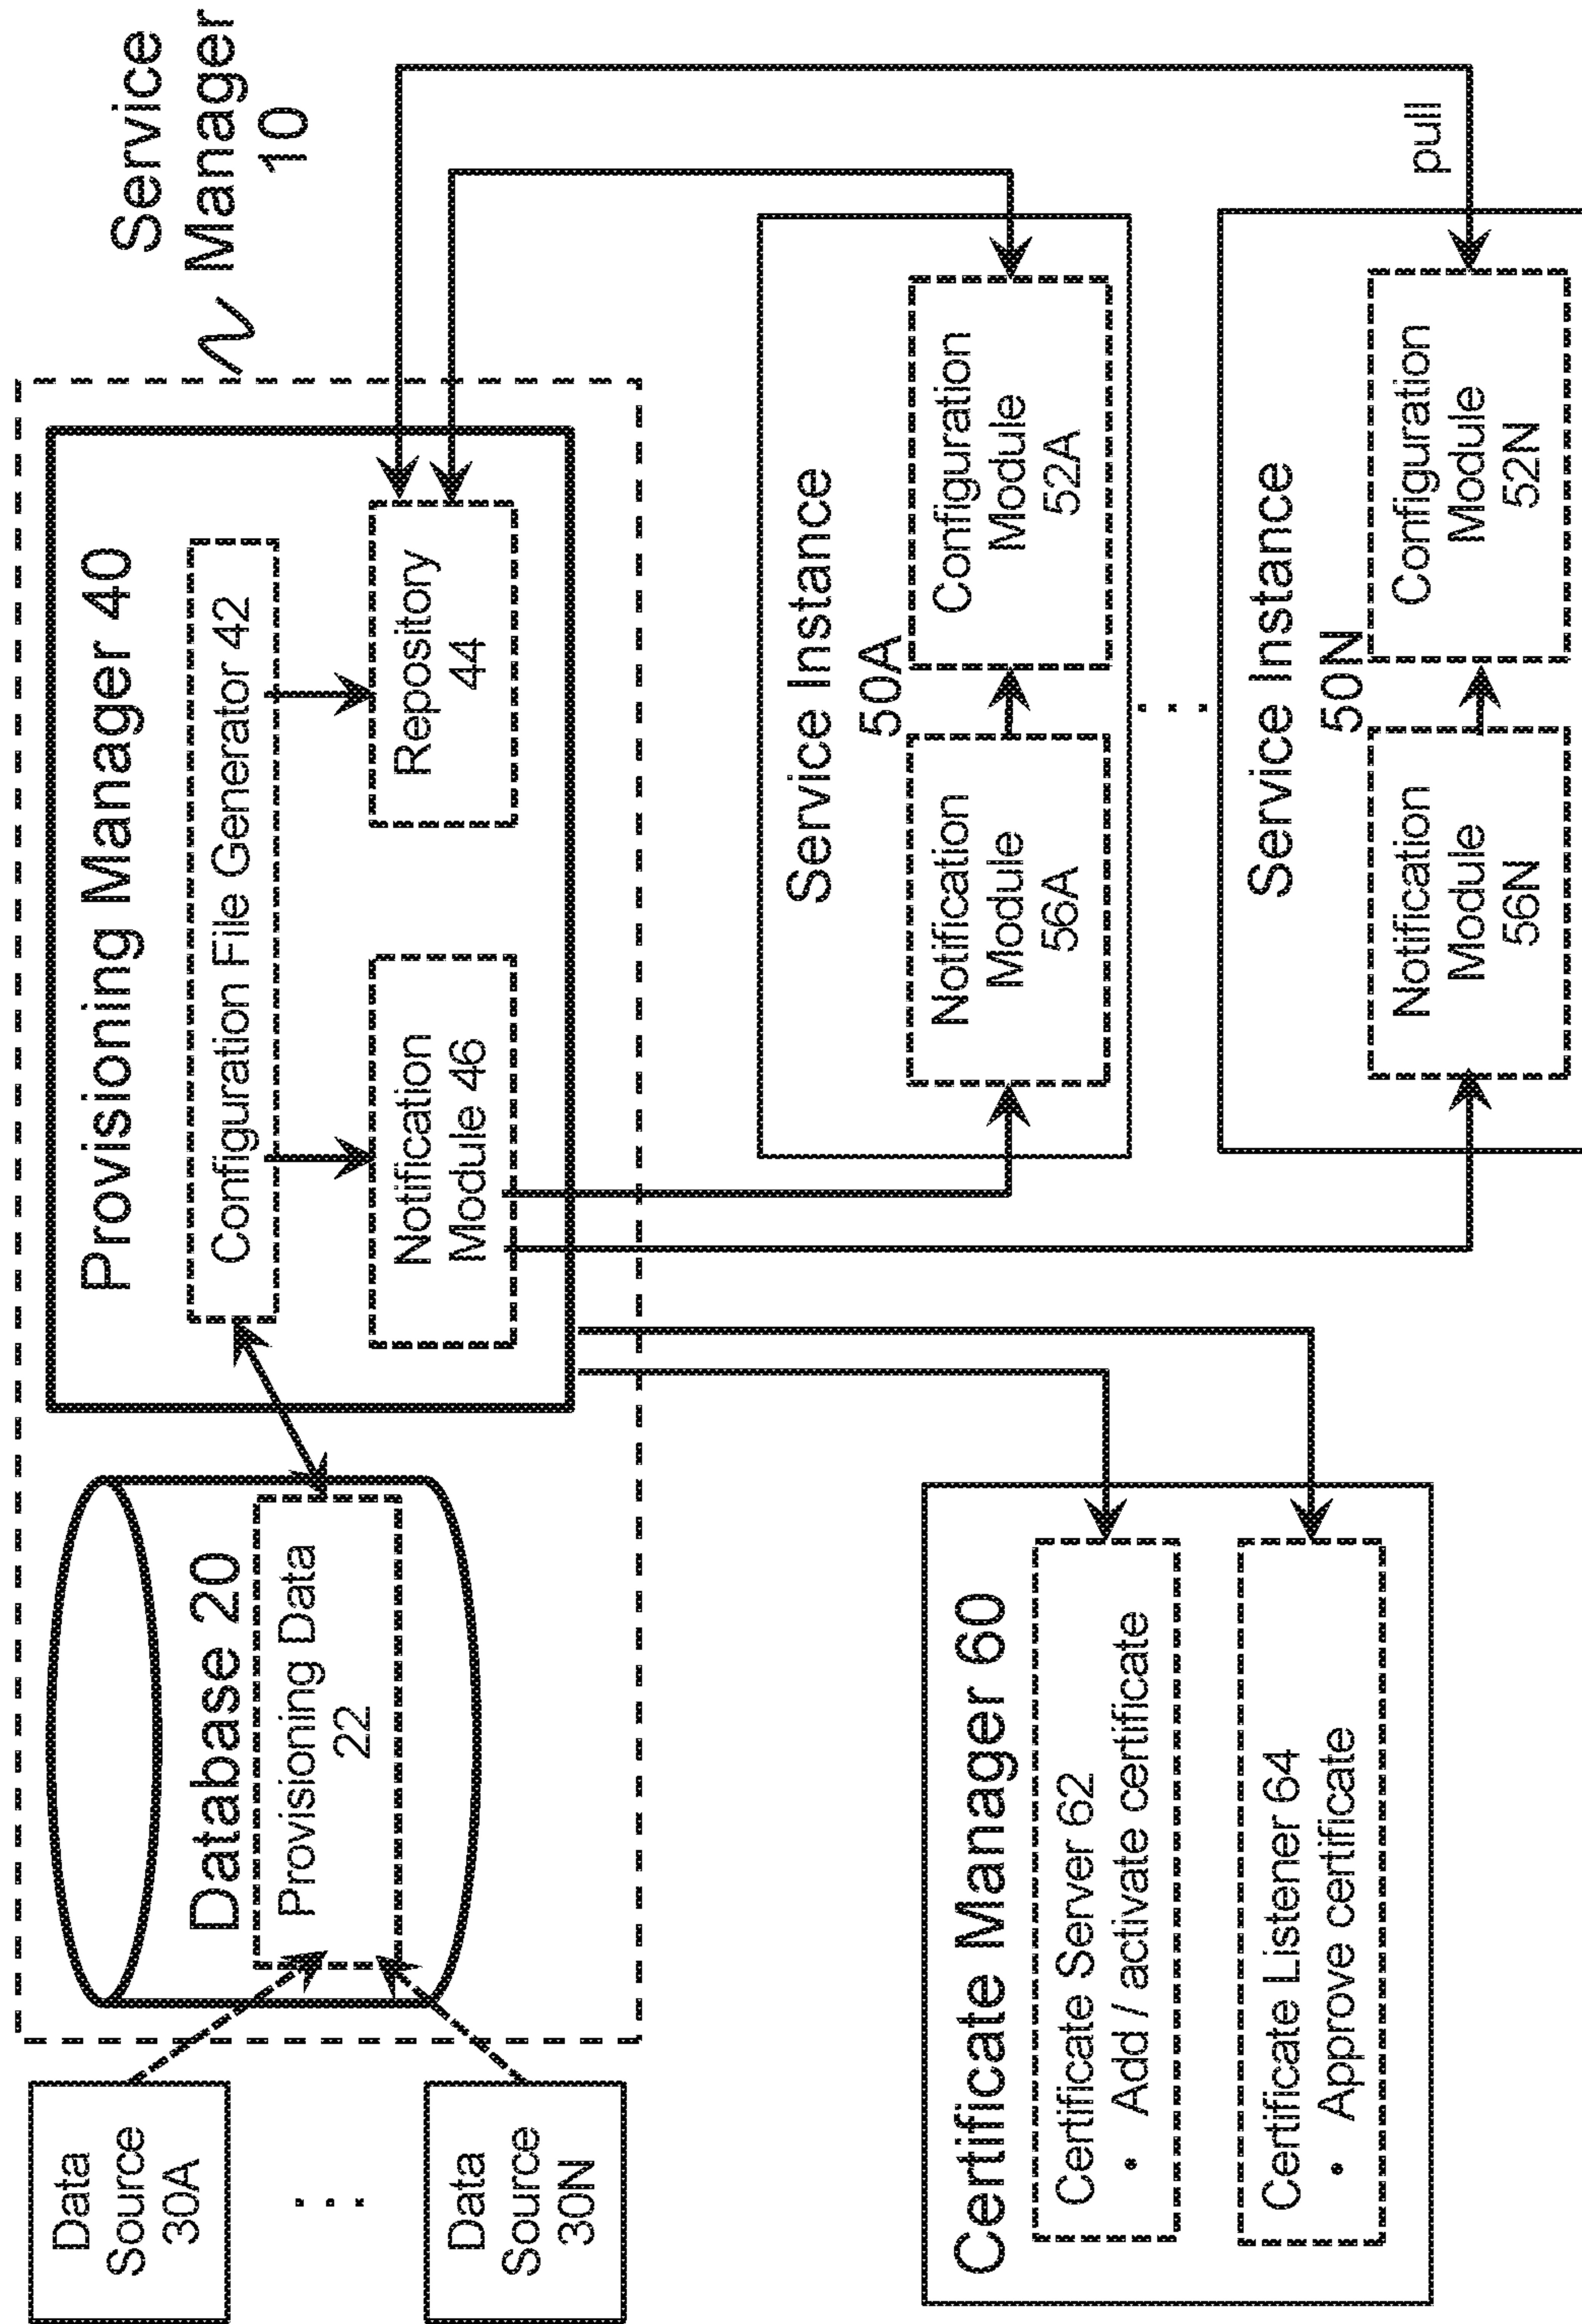 Service
Manager
10
Data
Source
30A
. . .
Data
Source
30N
Database 20
Provisioning Data
22
Provisioning Manager 40
Configuration File Generator 42
Notification
Module 46
Repository
44
Certificate Manager 60
Certificate Server 62
• Add / activate certificate
Certificate Listener 64
• Approve certificate
Service Instance
50A
Notification
Module
56A
Configuration
Module
52A
. . .
Service Instance
50N
Notification
Module
56N
Configuration
Module
52N
pull